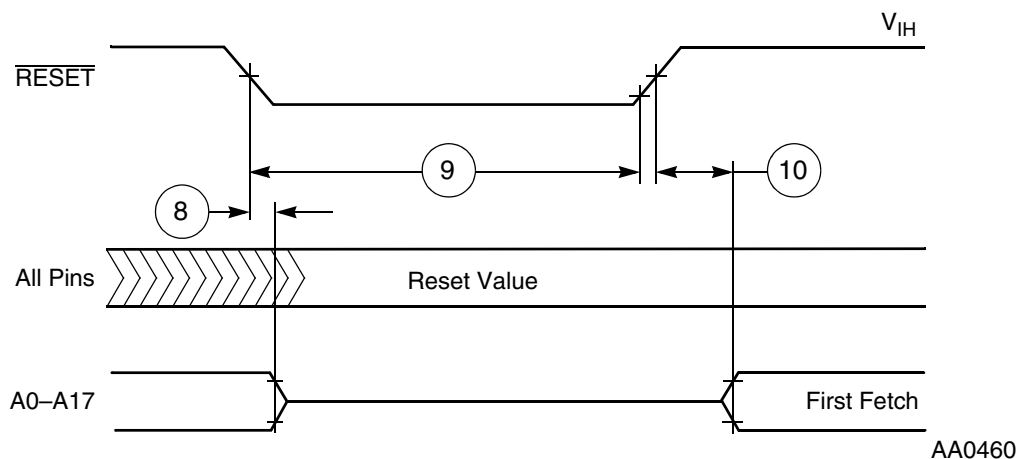 V_IH
RESET
9
10
8
All Pins
Reset Value
A0–A17
First Fetch
AA0460